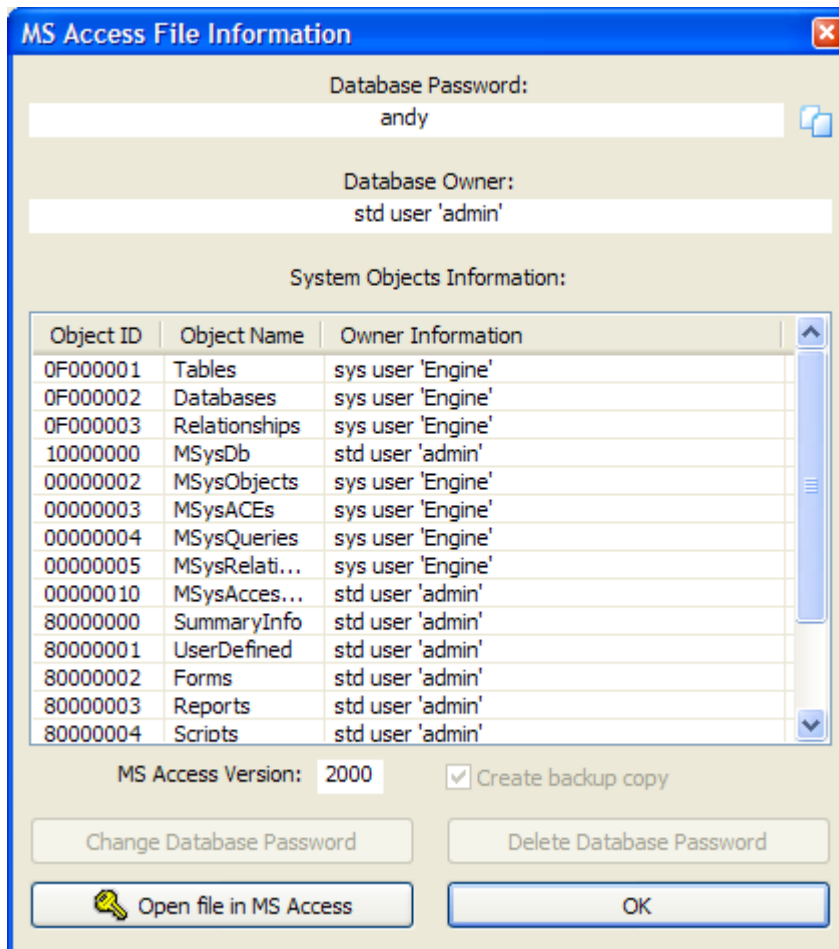 MS Access File Information
Database Password:
andy
Database Owner:
std user 'admin'
System Objects Information:
Object ID Object Name Owner Information
0F000001 Tables sys user 'Engine'
0F000002 Databases sys user 'Engine'
0F000003 Relationships sys user 'Engine'
10000000 MSysDb std user 'admin'
00000002 MSysObjects sys user 'Engine'
00000003 MSysACEs sys user 'Engine'
00000004 MSysQueries sys user 'Engine'
00000005 MSysRelati... sys user 'Engine'
00000010 MSysAcces... std user 'admin'
80000000 SummaryInfo std user 'admin'
80000001 UserDefined std user 'admin'
80000002 Forms std user 'admin'
80000003 Reports std user 'admin'
80000004 Scripts std user 'admin'
MS Access Version: 2000 Create backup copy
Change Database Password Delete Database Password
Open file in MS Access OK